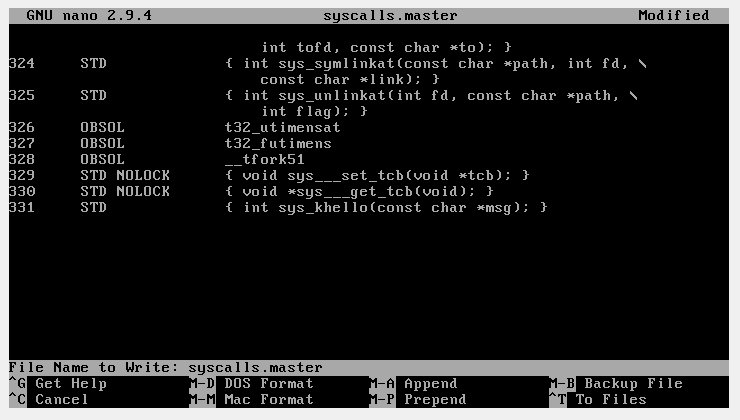 GNU nano 2.9.4 syscalls.master Modified
int tofd, const char *to); }
324 STD { int sys_symlinkat(const char *path, int fd, \
const char *link); }
325 STD { int sys_unlinkat(int fd, const char *path, \
int flag); }
326 OBSOL t32_utimensat
327 OBSOL t32_futimens
328 OBSOL __tfork51
329 STD NOLOCK { void sys___set_tcb(void *tcb); }
330 STD NOLOCK { void *sys___get_tcb(void); }
331 STD { int sys_khello(const char *msg); }
File Name to Write: syscalls.master
^G Get Help M-D DOS Format M-A Append M-B Backup File
^C Cancel M-M Mac Format M-P Prepend ^T To Files